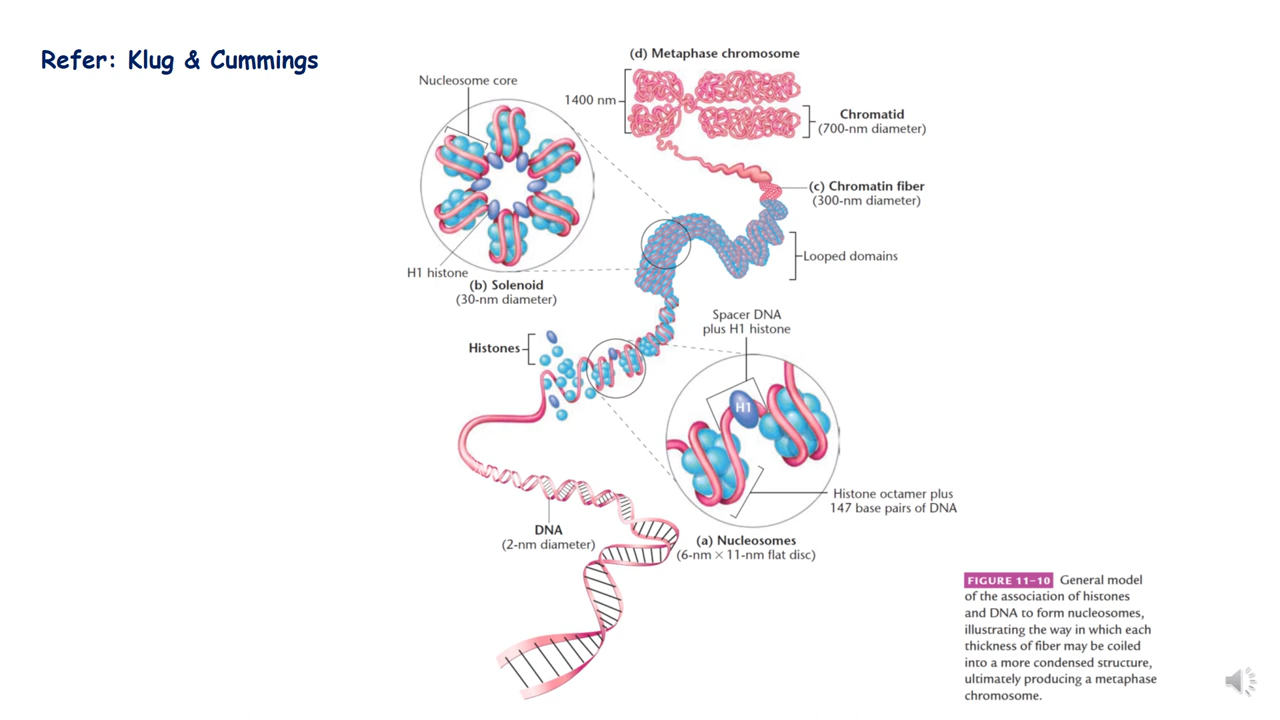 Refer: Klug & Cummings
(d) Metaphase chromosome
Nucleosome core
1400 nm
Chromatid
(700-nm diameter)
(c) Chromatin fiber
(300-nm diameter)
Looped domains
H1 histone
(b) Solenoid
(30-nm diameter)
Spacer DNA
plus H1 histone
Histones
H1
Histone octamer plus
147 base pairs of DNA
DNA
(2-nm diameter)
(a) Nucleosomes
(6-nm × 11-nm flat disc)
FIGURE 11–10 General model
of the association of histones
and DNA to form nucleosomes,
illustrating the way in which each
thickness of fiber may be coiled
into a more condensed structure,
ultimately producing a metaphase
chromosome.